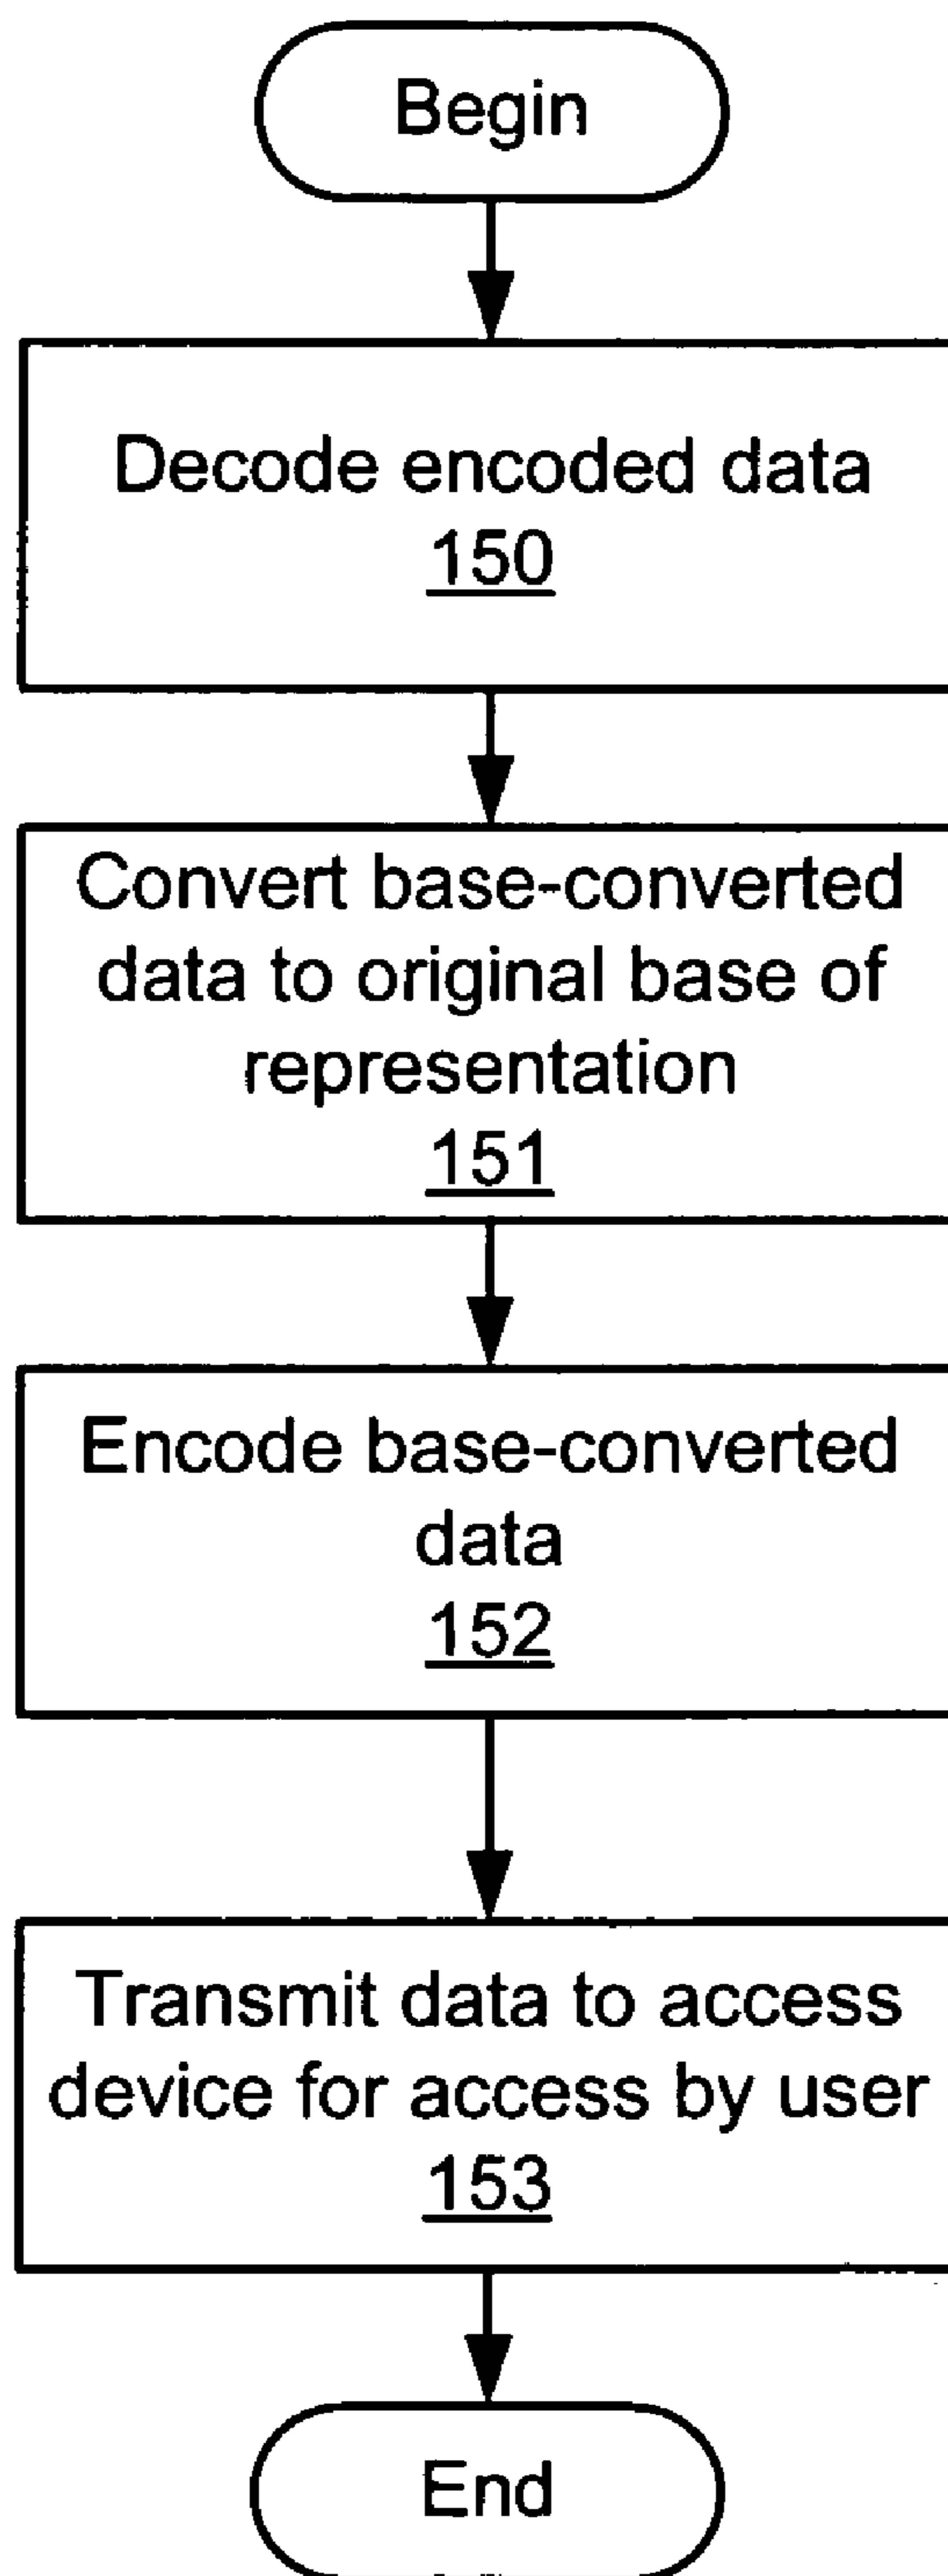 Begin
Decode encoded data
150
Convert base-converted
data to original base of
representation
151
Encode base-converted
data
152
Transmit data to access
device for access by user
153
End